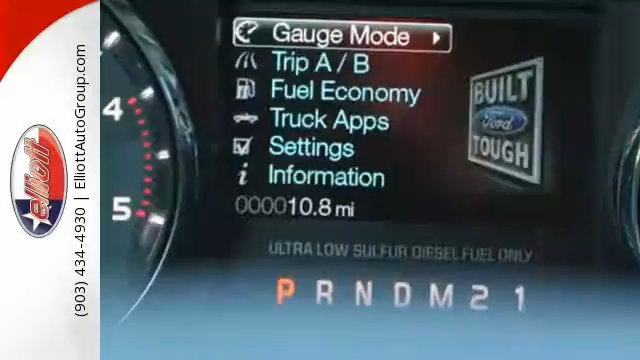 Gauge Mode
Trip A / B
Fuel Economy
Truck Apps
Settings
i Information
000010.8 mi
BUILT
Ford
TOUGH
ULTRA LOW SULFUR DIESEL FUEL ONLY
P R N D M 2 1
4
5
elliott
(903) 434-4930 | ElliottAutoGroup.com